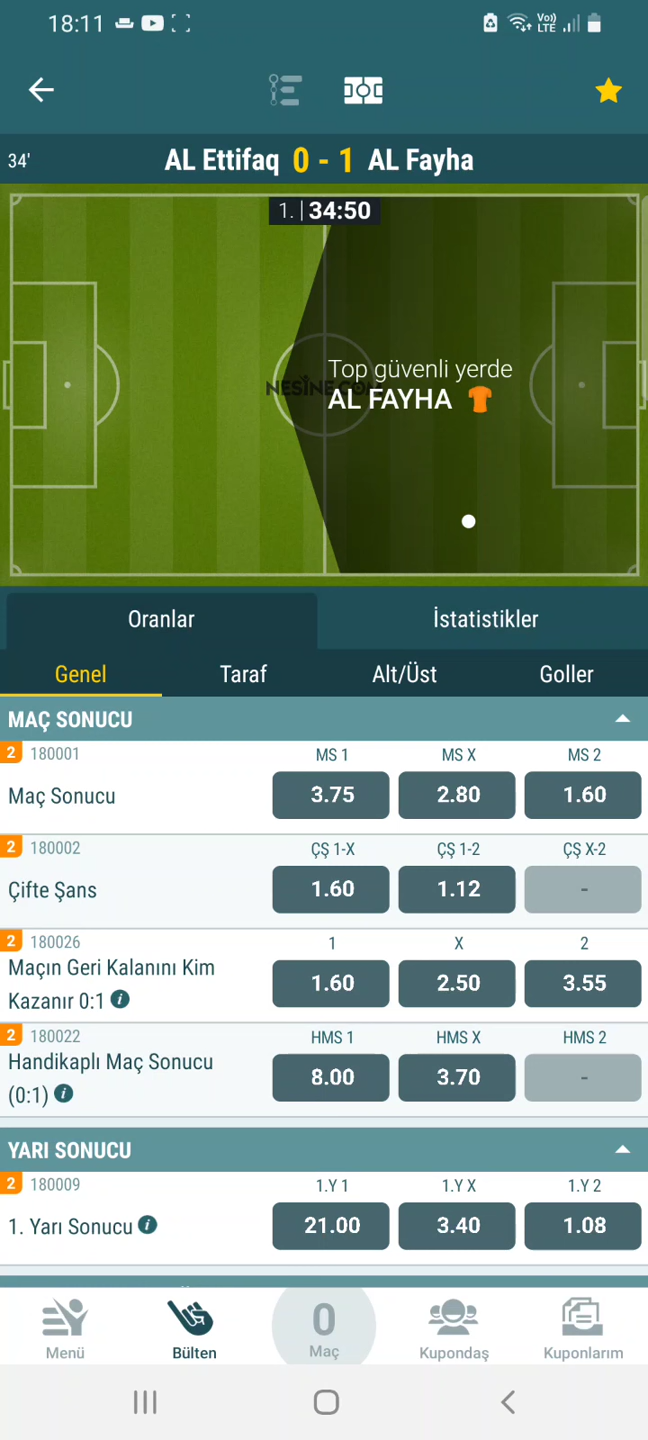 18:11
Vo))
LTE
34'
AL Ettifaq 0 - 1 AL Fayha
1. | 34:50
Top güvenli yerde
NESINE.COM
AL FAYHA
Oranlar
İstatistikler
Genel
Taraf
Alt/Üst
Goller
MAÇ SONUCU
2 180001 MS 1 MS X MS 2
Maç Sonucu 3.75 2.80 1.60
2 180002 ÇŞ 1-X ÇŞ 1-2 ÇŞ X-2
Çifte Şans 1.60 1.12 -
2 180026 1 X 2
Maçın Geri Kalanını Kim
Kazanır 0:1 i 1.60 2.50 3.55
2 180022 HMS 1 HMS X HMS 2
Handikaplı Maç Sonucu
(0:1) i 8.00 3.70 -
YARI SONUCU
2 180009 1.Y 1 1.Y X 1.Y 2
1. Yarı Sonucu i 21.00 3.40 1.08
0
Menü
Bülten
Maç
Kupondaş
Kuponlarım